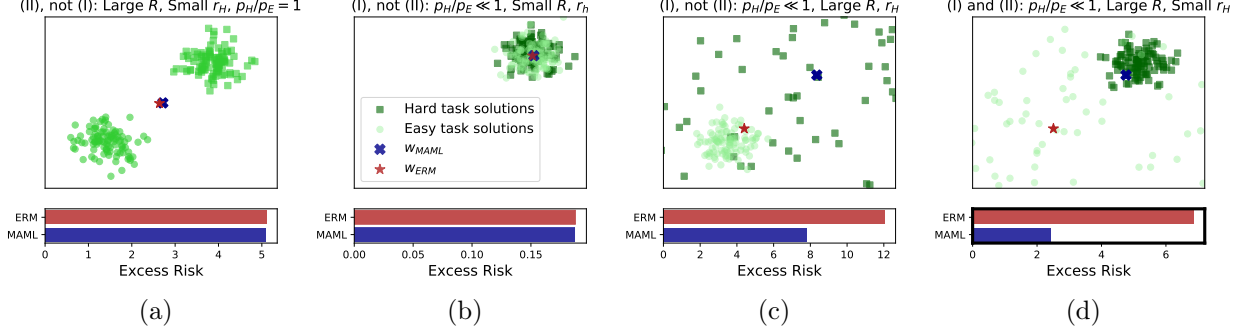 (II), not (I): Large R, Small r_H, p_H/p_E = 1
ERM
MAML
0 1 2 3 4 5
Excess Risk
(a)
(I), not (II): p_H/p_E ≪ 1, Small R, r_h
Hard task solutions
Easy task solutions
w_MAML
w_ERM
ERM
MAML
0.00 0.05 0.10 0.15
Excess Risk
(b)
(I), not (II): p_H/p_E ≪ 1, Large R, r_H
ERM
MAML
0 2 4 6 8 10 12
Excess Risk
(c)
(I) and (II): p_H/p_E ≪ 1, Large R, Small r_H
ERM
MAML
0 2 4 6
Excess Risk
(d)